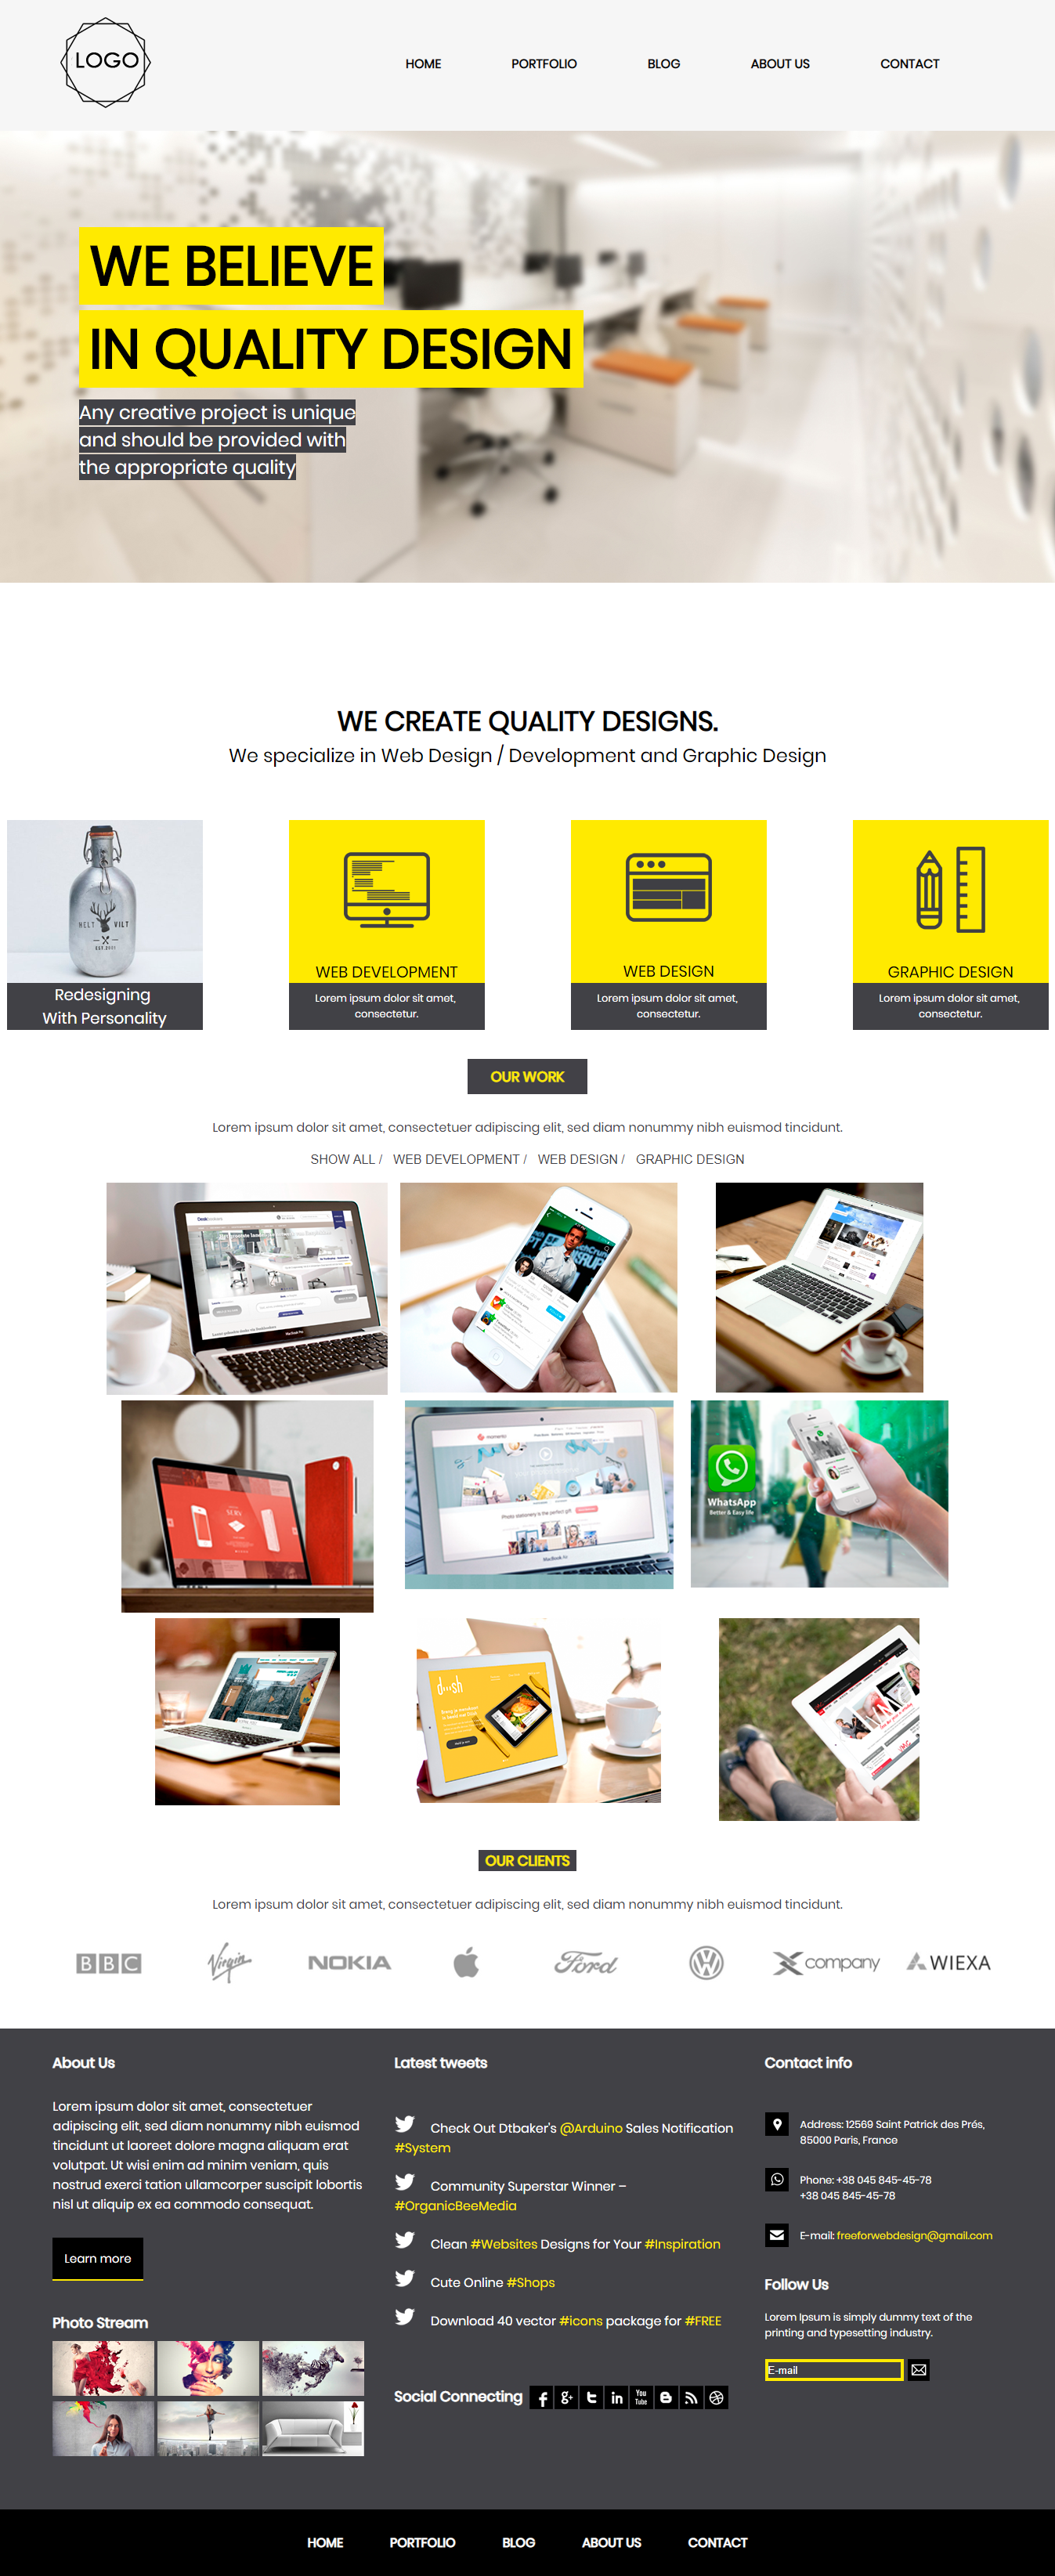 LOGO
HOME
PORTFOLIO
BLOG
ABOUT US
CONTACT
WE BELIEVE
IN QUALITY DESIGN
Any creative project is unique
and should be provided with
the appropriate quality
WE CREATE QUALITY DESIGNS.
We specialize in Web Design / Development and Graphic Design
MELT VILT
Redesigning
With Personality
WEB DEVELOPMENT
Lorem ipsum dolor sit amet,
consectetur.
WEB DESIGN
Lorem ipsum dolor sit amet,
consectetur.
GRAPHIC DESIGN
Lorem ipsum dolor sit amet,
consectetur.
OUR WORK
Lorem ipsum dolor sit amet, consectetuer adipiscing elit, sed diam nonummy nibh euismod tincidunt.
SHOW ALL / WEB DEVELOPMENT / WEB DESIGN / GRAPHIC DESIGN
MacBook Pro
WhatsApp
Better & Easy life
OUR CLIENTS
Lorem ipsum dolor sit amet, consectetuer adipiscing elit, sed diam nonummy nibh euismod tincidunt.
BBC
Virgin
NOKIA
Ford
X company
WIEXA
About Us
Lorem ipsum dolor sit amet, consectetuer
adipiscing elit, sed diam nonummy nibh euismod
tincidunt ut laoreet dolore magna aliquam erat
volutpat. Ut wisi enim ad minim veniam, quis
nostrud exerci tation ullamcorper suscipit lobortis
nisl ut aliquip ex ea commodo consequat.
Learn more
Photo Stream
Latest tweets
Check Out Dtbaker's @Arduino Sales Notification
#System
Community Superstar Winner –
#OrganicBeeMedia
Clean #Websites Designs for Your #Inspiration
Cute Online #Shops
Download 40 vector #icons package for #FREE
Social Connecting
You
Tube
Contact info
Address: 12569 Saint Patrick des Prés,
85000 Paris, France
Phone: +38 045 845-45-78
+38 045 845-45-78
E-mail: freeforwebdesign@gmail.com
Follow Us
Lorem Ipsum is simply dummy text of the
printing and typesetting industry.
E-mail
HOME
PORTFOLIO
BLOG
ABOUT US
CONTACT